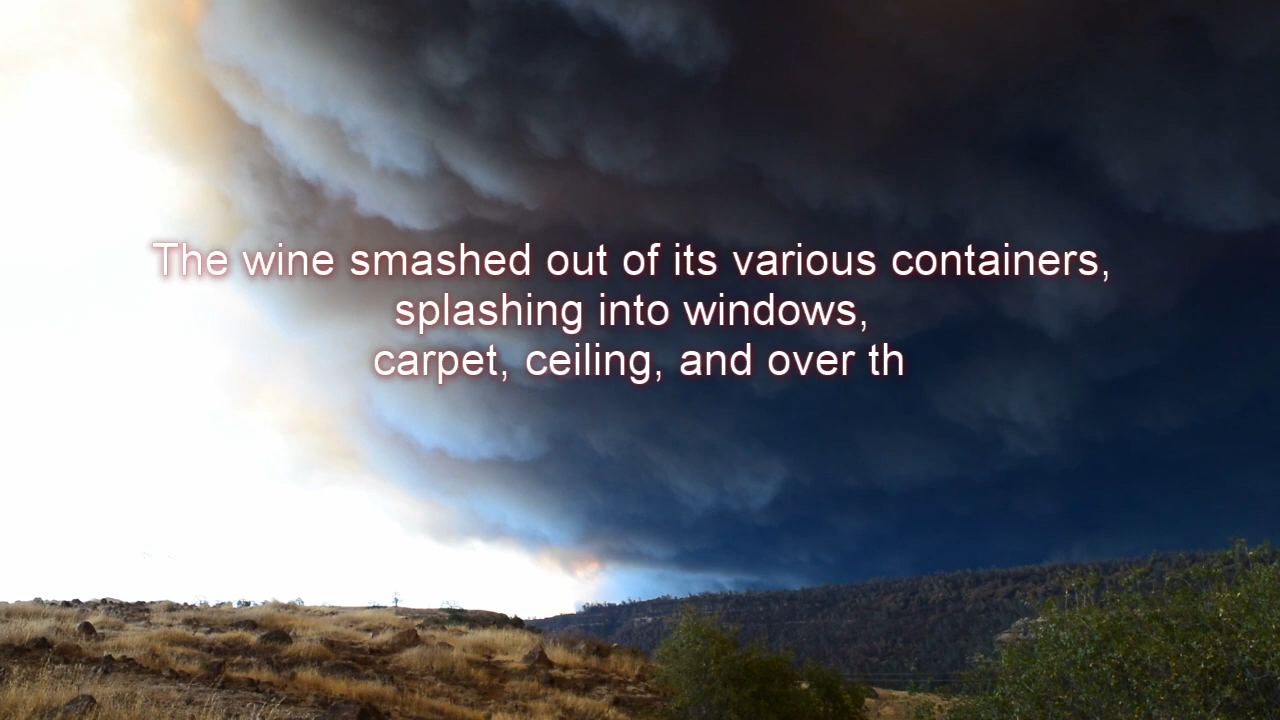 The wine smashed out of its various containers,
splashing into windows,
carpet, ceiling, and over th